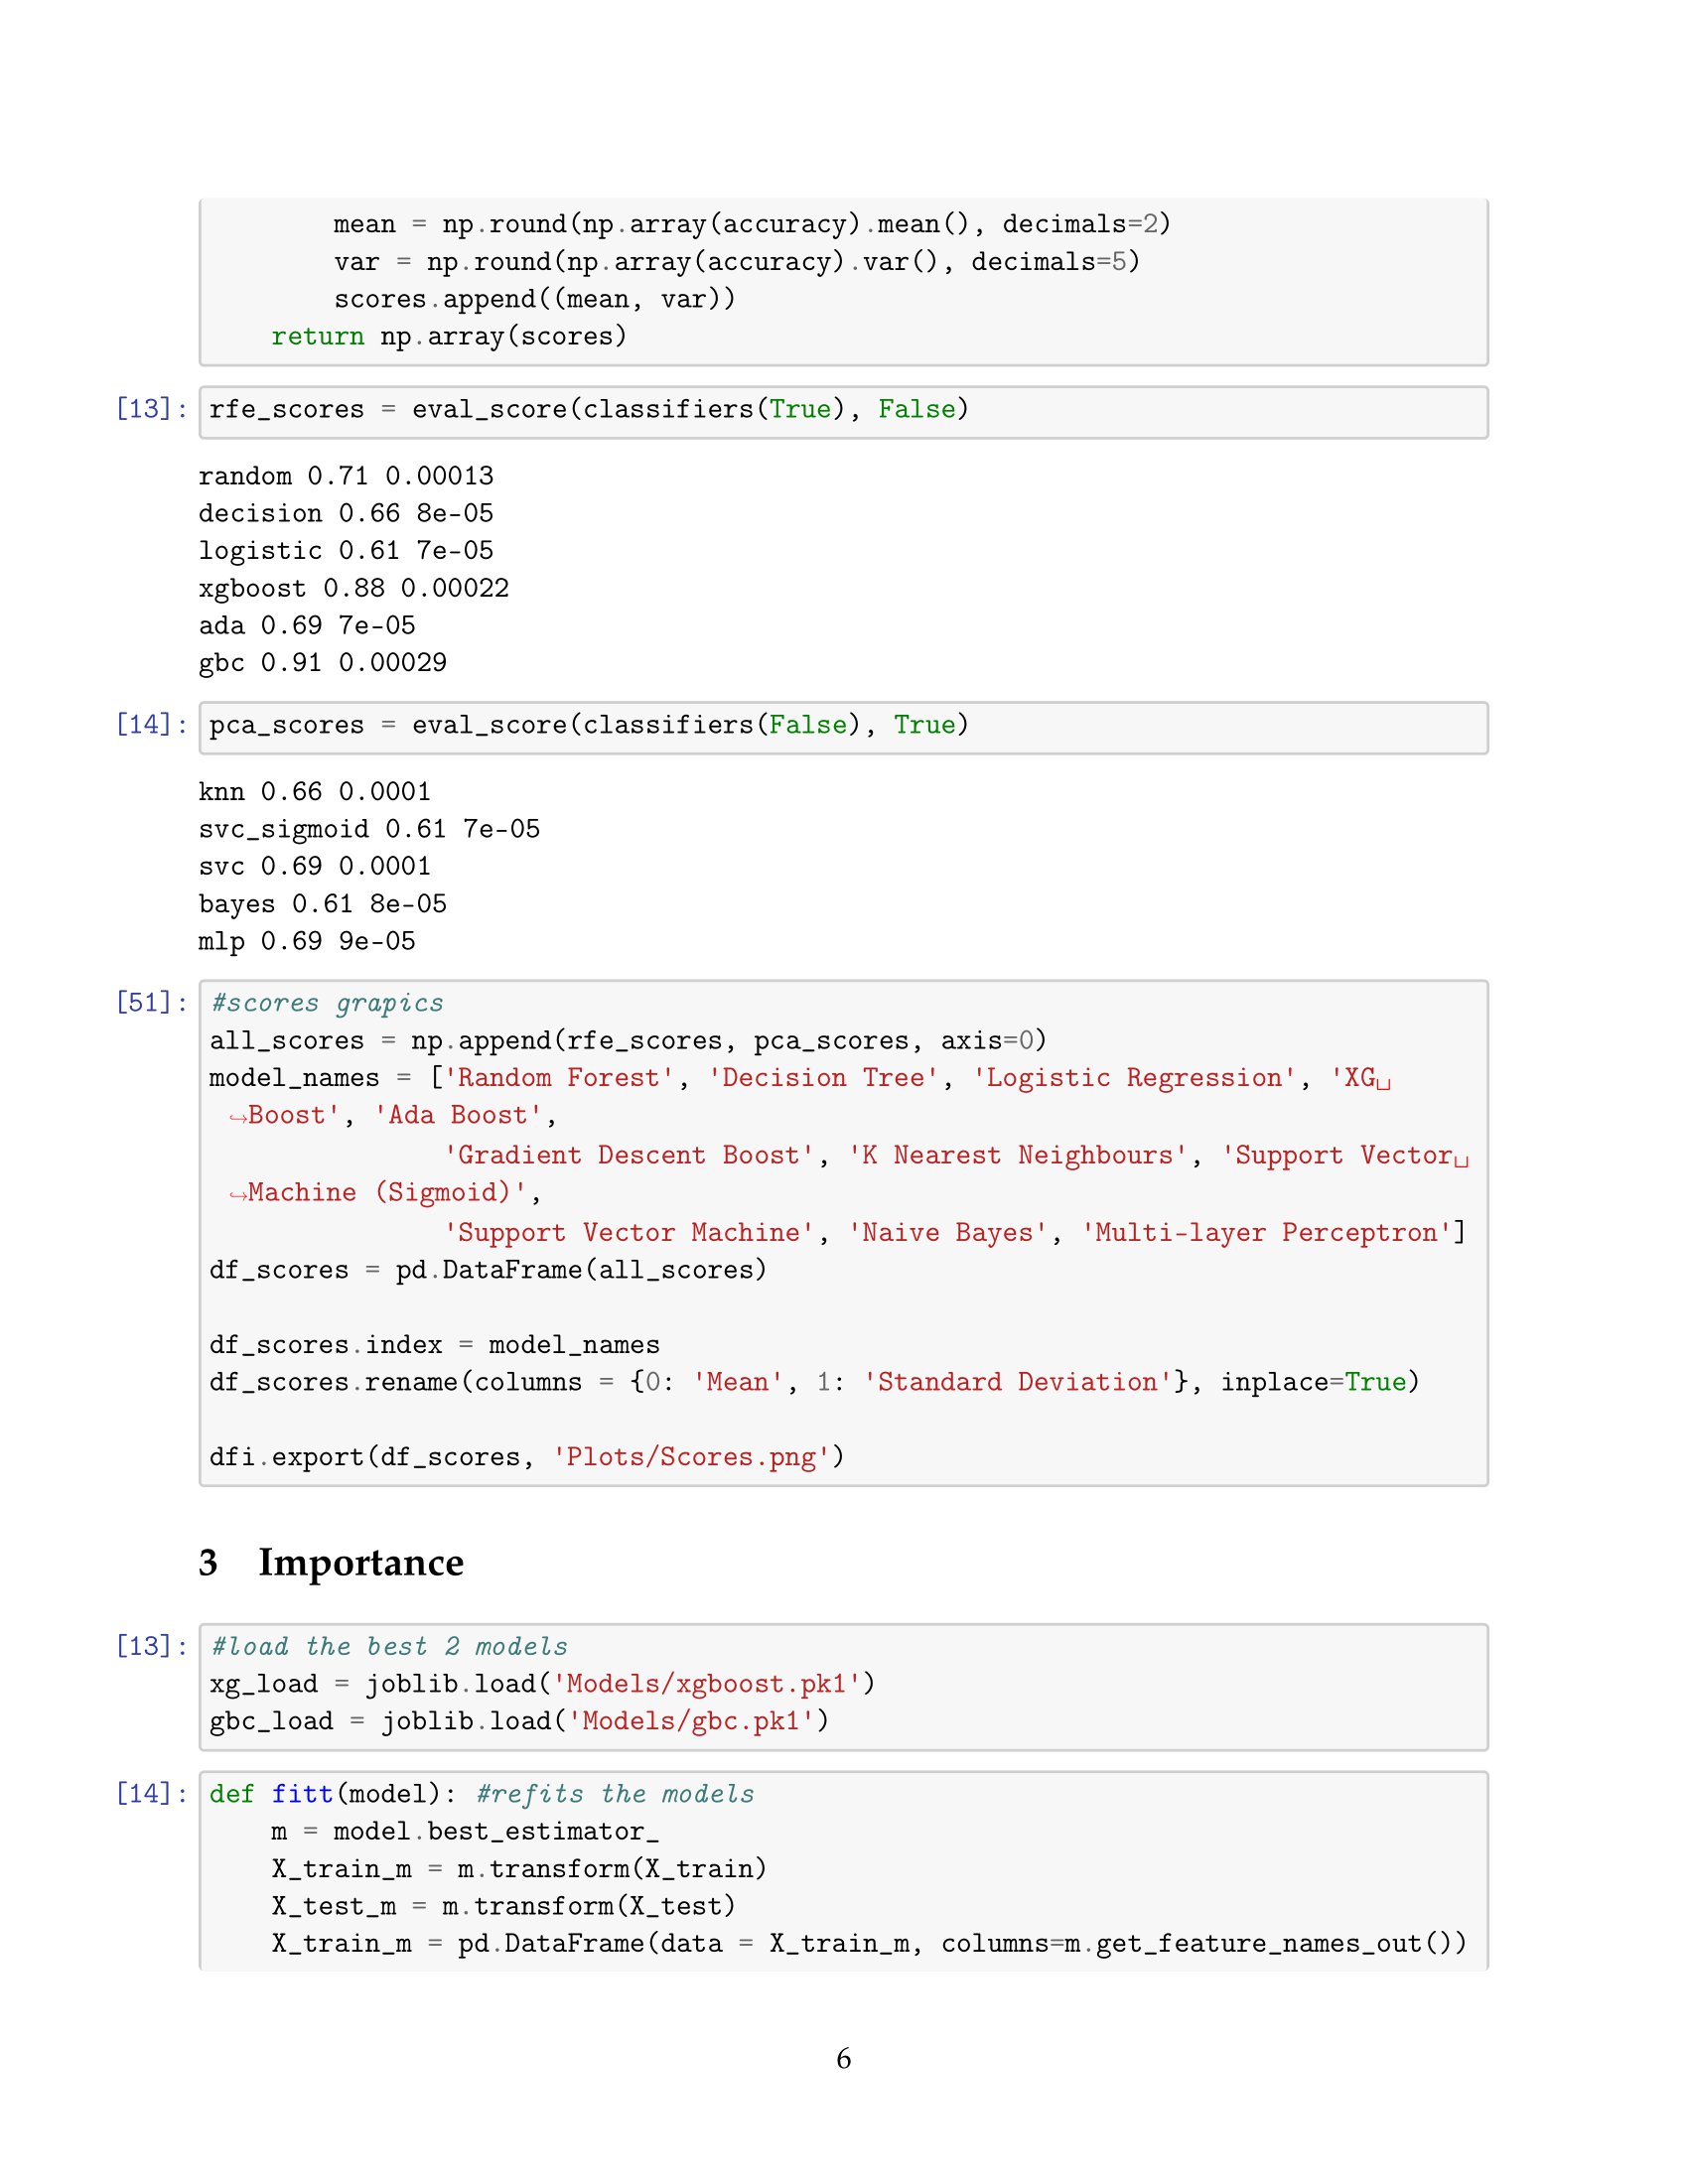 mean = np.round(np.array(accuracy).mean(), decimals=2)
        var = np.round(np.array(accuracy).var(), decimals=5)
        scores.append((mean, var))
    return np.array(scores)
[13]: rfe_scores = eval_score(classifiers(True), False)
random 0.71 0.00013
decision 0.66 8e-05
logistic 0.61 7e-05
xgboost 0.88 0.00022
ada 0.69 7e-05
gbc 0.91 0.00029
[14]: pca_scores = eval_score(classifiers(False), True)
knn 0.66 0.0001
svc_sigmoid 0.61 7e-05
svc 0.69 0.0001
bayes 0.61 8e-05
mlp 0.69 9e-05
[51]: #scores grapics
all_scores = np.append(rfe_scores, pca_scores, axis=0)
model_names = ['Random Forest', 'Decision Tree', 'Logistic Regression', 'XG␣
↪Boost', 'Ada Boost',
               'Gradient Descent Boost', 'K Nearest Neighbours', 'Support Vector␣
↪Machine (Sigmoid)',
               'Support Vector Machine', 'Naive Bayes', 'Multi-layer Perceptron']
df_scores = pd.DataFrame(all_scores)
df_scores.index = model_names
df_scores.rename(columns = {0: 'Mean', 1: 'Standard Deviation'}, inplace=True)
dfi.export(df_scores, 'Plots/Scores.png')
3 Importance
[13]: #load the best 2 models
xg_load = joblib.load('Models/xgboost.pk1')
gbc_load = joblib.load('Models/gbc.pk1')
[14]: def fitt(model): #refits the models
    m = model.best_estimator_
    X_train_m = m.transform(X_train)
    X_test_m = m.transform(X_test)
    X_train_m = pd.DataFrame(data = X_train_m, columns=m.get_feature_names_out())
6